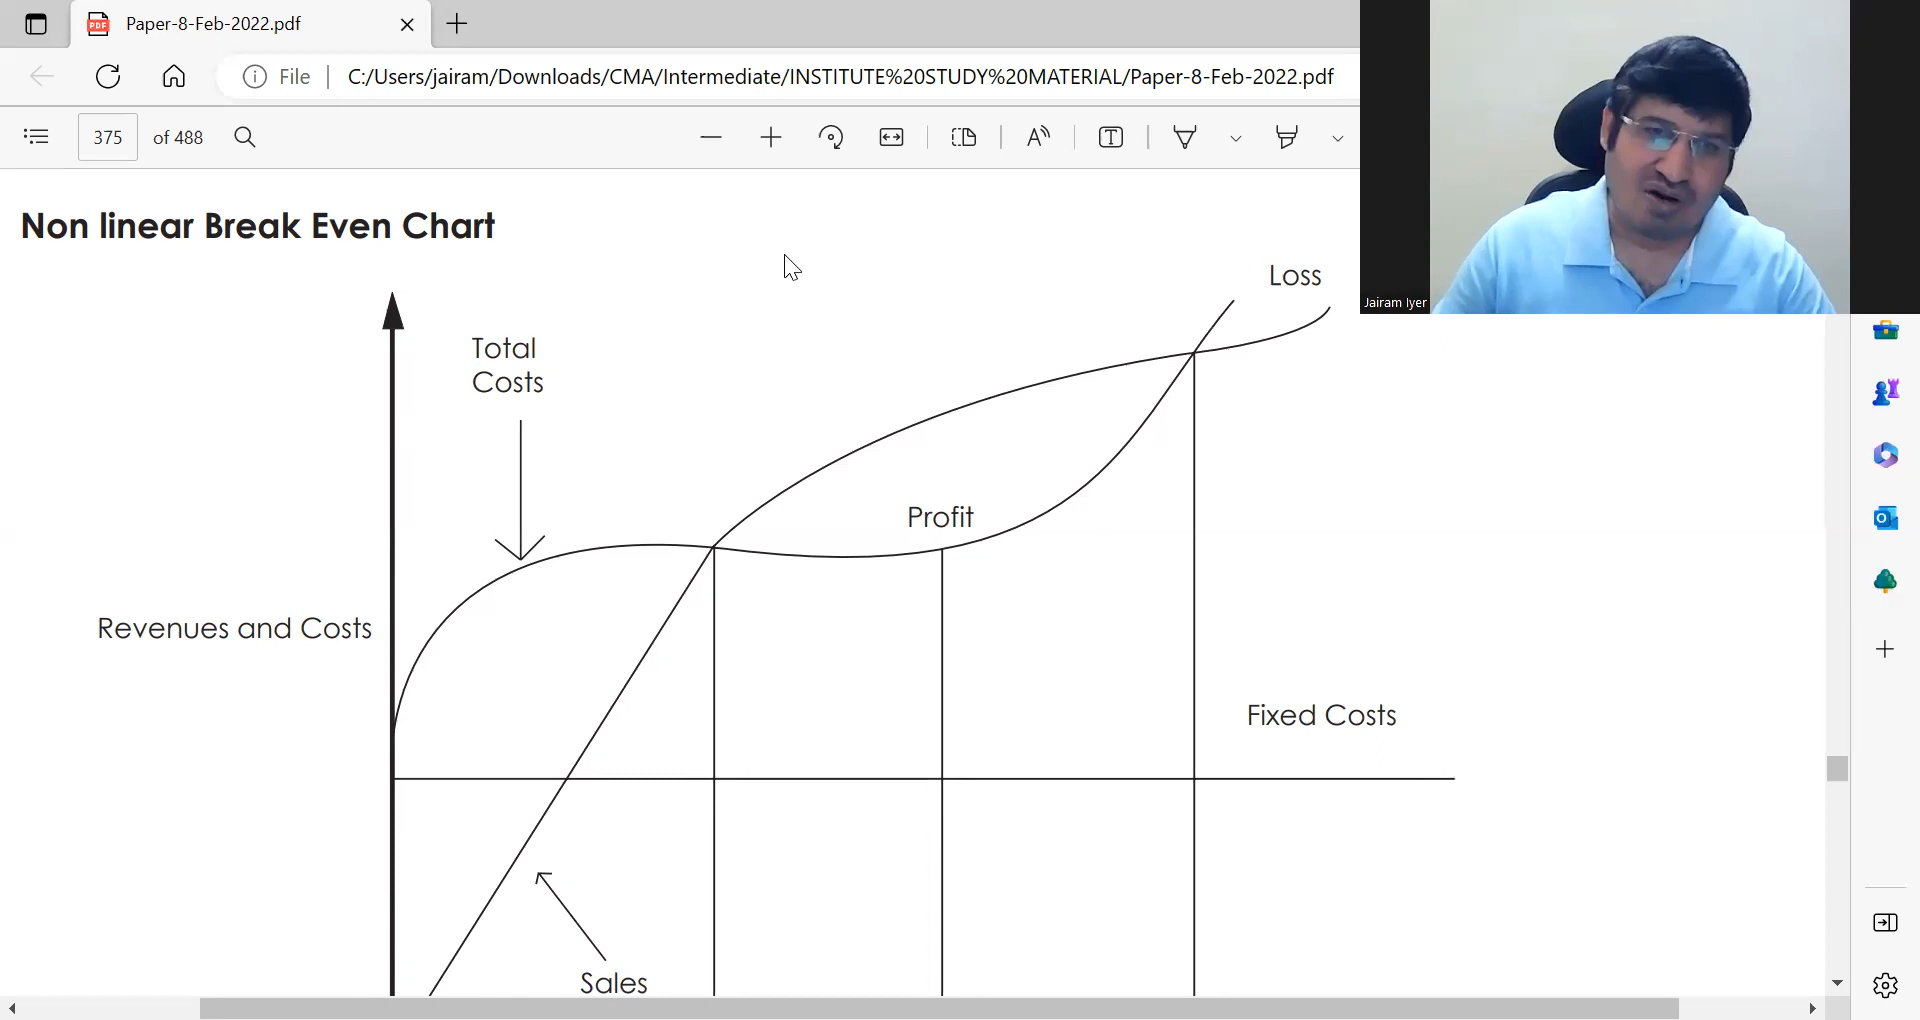 Paper-8-Feb-2022.pdf
File
C:/Users/jairam/Downloads/CMA/Intermediate/INSTITUTE%20STUDY%20MATERIAL/Paper-8-Feb-2022.pdf
375 of 488
Jairam Iyer
Non linear Break Even Chart
Loss
Total
Costs
Profit
Revenues and Costs
Fixed Costs
Sales